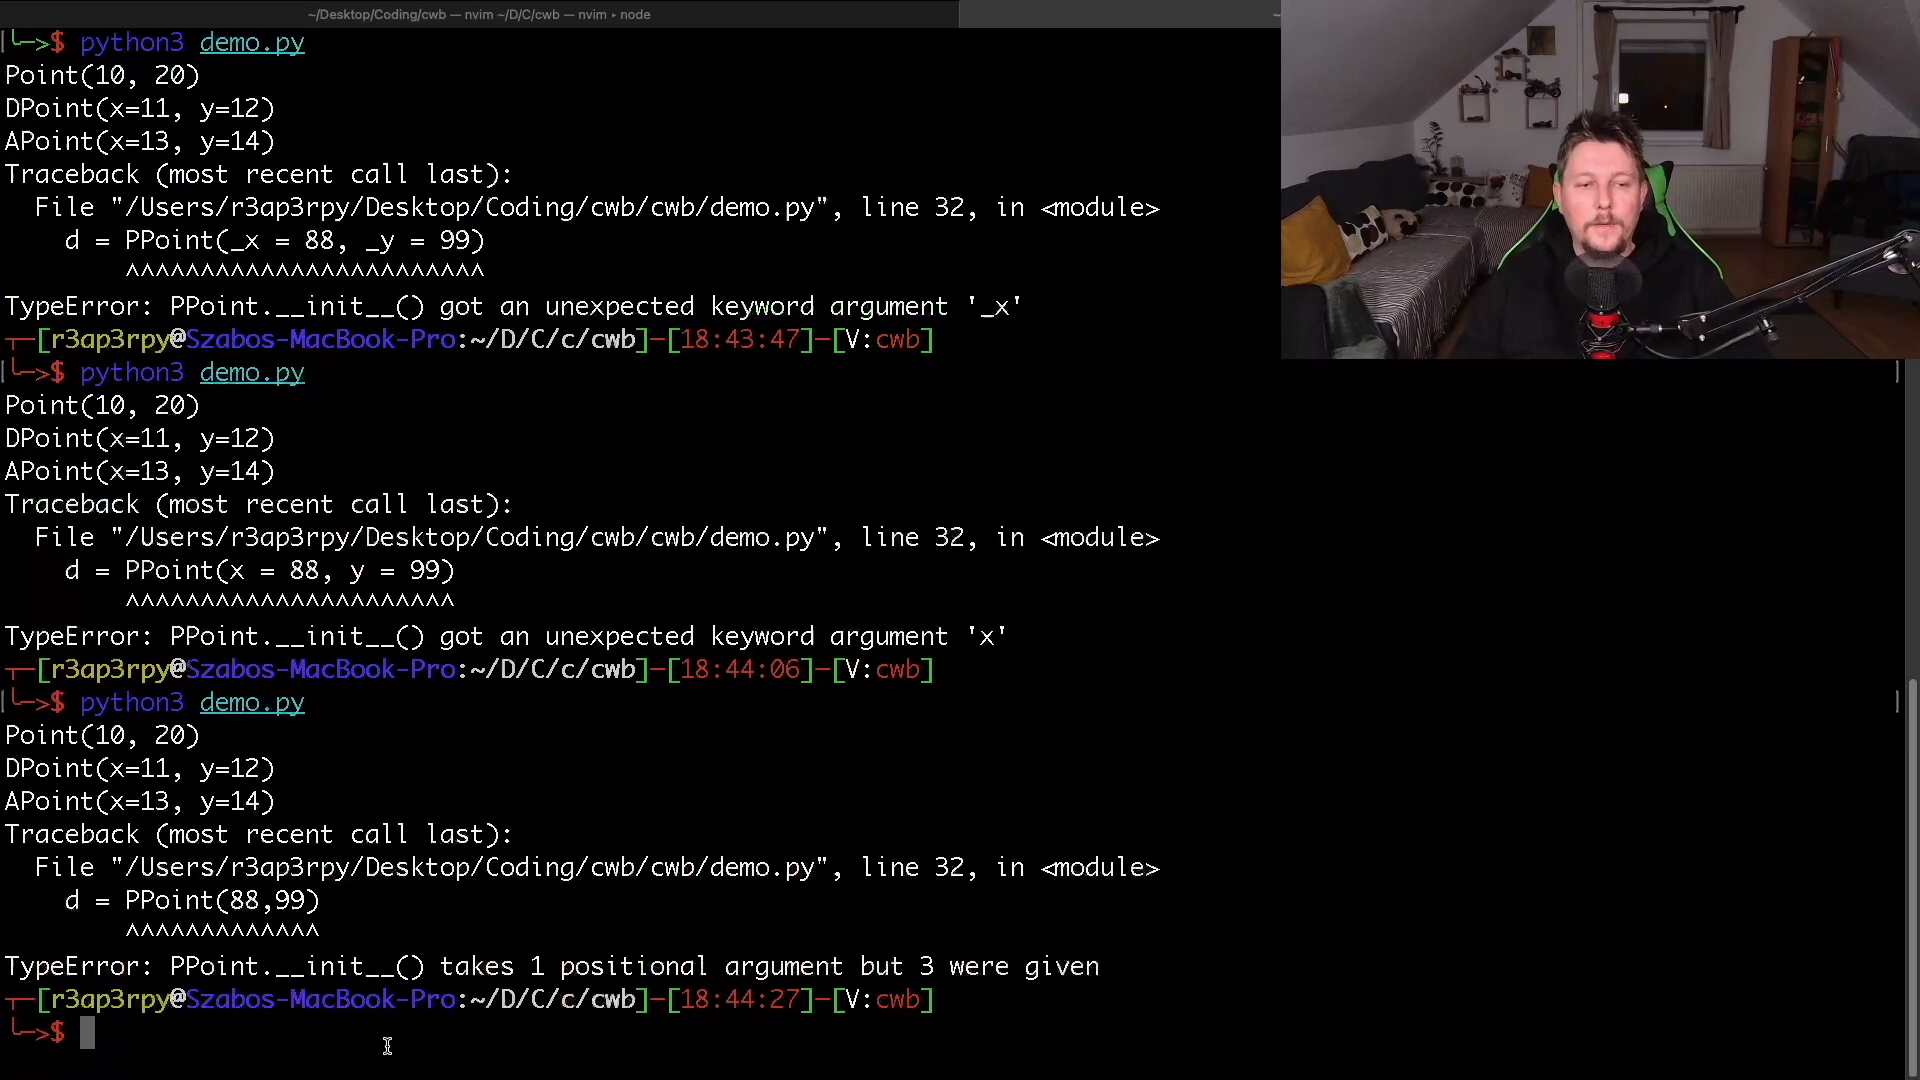 ~/Desktop/Coding/cwb — nvim ~/D/C/cwb — nvim ▸ node
╰─>$ python3 demo.py
Point(10, 20)
DPoint(x=11, y=12)
APoint(x=13, y=14)
Traceback (most recent call last):
File "/Users/r3ap3rpy/Desktop/Coding/cwb/cwb/demo.py", line 32, in <module>
d = PPoint(_x = 88, _y = 99)
^^^^^^^^^^^^^^^^^^^^^^^^
TypeError: PPoint.__init__() got an unexpected keyword argument '_x'
┬─[r3ap3rpy@Szabos-MacBook-Pro:~/D/C/c/cwb]─[18:43:47]─[V:cwb]
╰─>$ python3 demo.py
Point(10, 20)
DPoint(x=11, y=12)
APoint(x=13, y=14)
Traceback (most recent call last):
File "/Users/r3ap3rpy/Desktop/Coding/cwb/cwb/demo.py", line 32, in <module>
d = PPoint(x = 88, y = 99)
^^^^^^^^^^^^^^^^^^^^^^
TypeError: PPoint.__init__() got an unexpected keyword argument 'x'
┬─[r3ap3rpy@Szabos-MacBook-Pro:~/D/C/c/cwb]─[18:44:06]─[V:cwb]
╰─>$ python3 demo.py
Point(10, 20)
DPoint(x=11, y=12)
APoint(x=13, y=14)
Traceback (most recent call last):
File "/Users/r3ap3rpy/Desktop/Coding/cwb/cwb/demo.py", line 32, in <module>
d = PPoint(88,99)
^^^^^^^^^^^^^
TypeError: PPoint.__init__() takes 1 positional argument but 3 were given
┬─[r3ap3rpy@Szabos-MacBook-Pro:~/D/C/c/cwb]─[18:44:27]─[V:cwb]
╰─>$